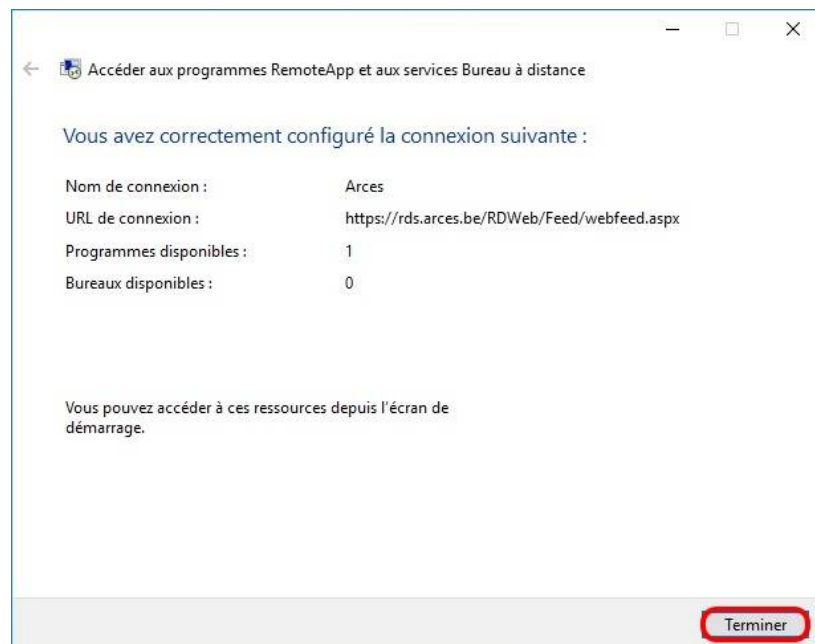 Accéder aux programmes RemoteApp et aux services Bureau à distance
Vous avez correctement configuré la connexion suivante :
Nom de connexion : Arces
URL de connexion : https://rds.arces.be/RDWeb/Feed/webfeed.aspx
Programmes disponibles : 1
Bureaux disponibles : 0
Vous pouvez accéder à ces ressources depuis l'écran de
démarrage.
Terminer